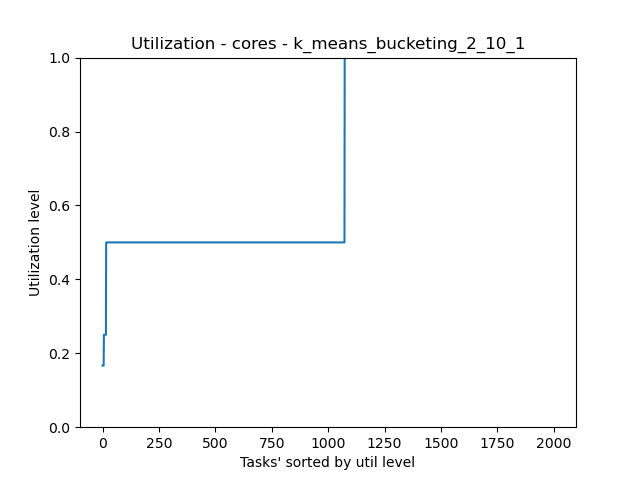 Utilization - cores - k_means_bucketing_2_10_1
1.0
0.8
0.6
0.4
0.2
0.0
Utilization level
0 250 500 750 1000 1250 1500 1750 2000
Tasks' sorted by util level